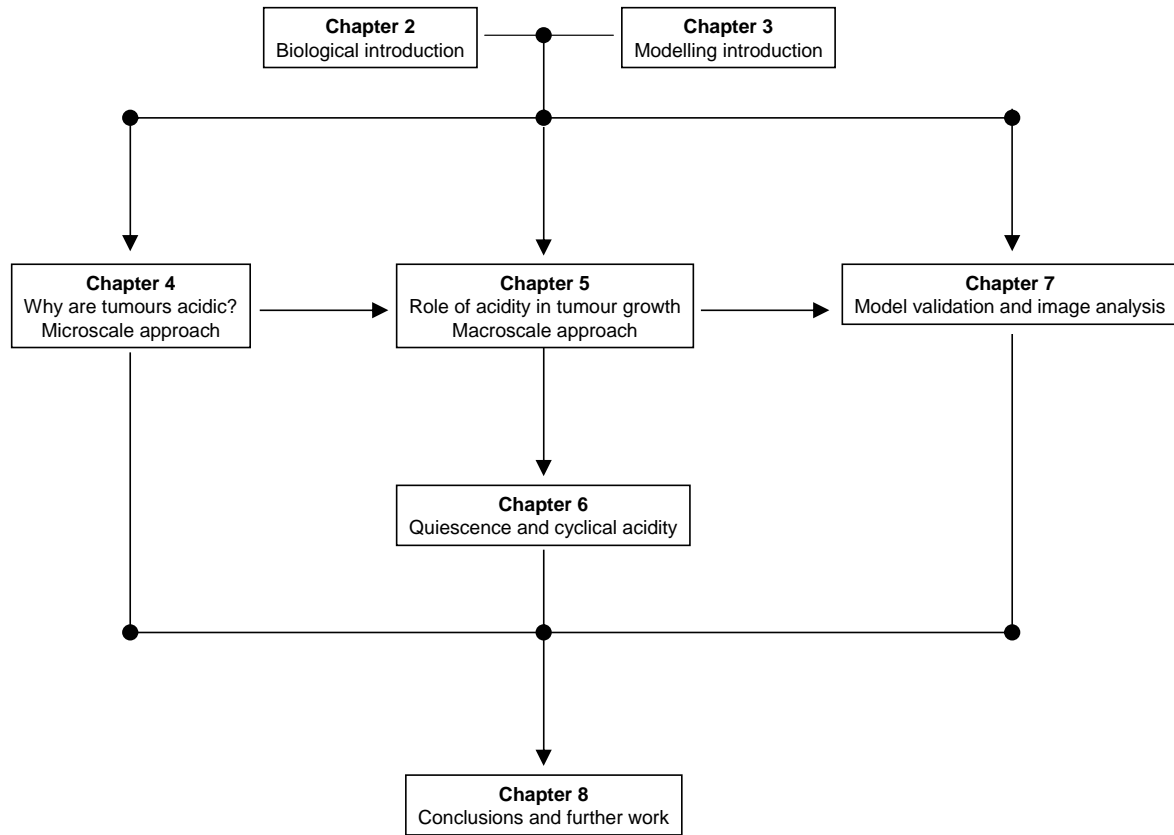 Chapter 2
Biological introduction
Chapter 3
Modelling introduction
Chapter 4
Why are tumours acidic?
Microscale approach
Chapter 5
Role of acidity in tumour growth
Macroscale approach
Chapter 7
Model validation and image analysis
Chapter 6
Quiescence and cyclical acidity
Chapter 8
Conclusions and further work